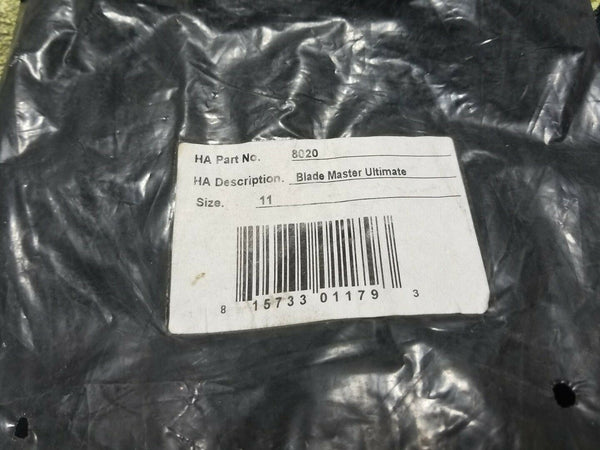 HA Part No. 8020
HA Description. Blade Master Ultimate
Size. 11
8 15733 01179 3